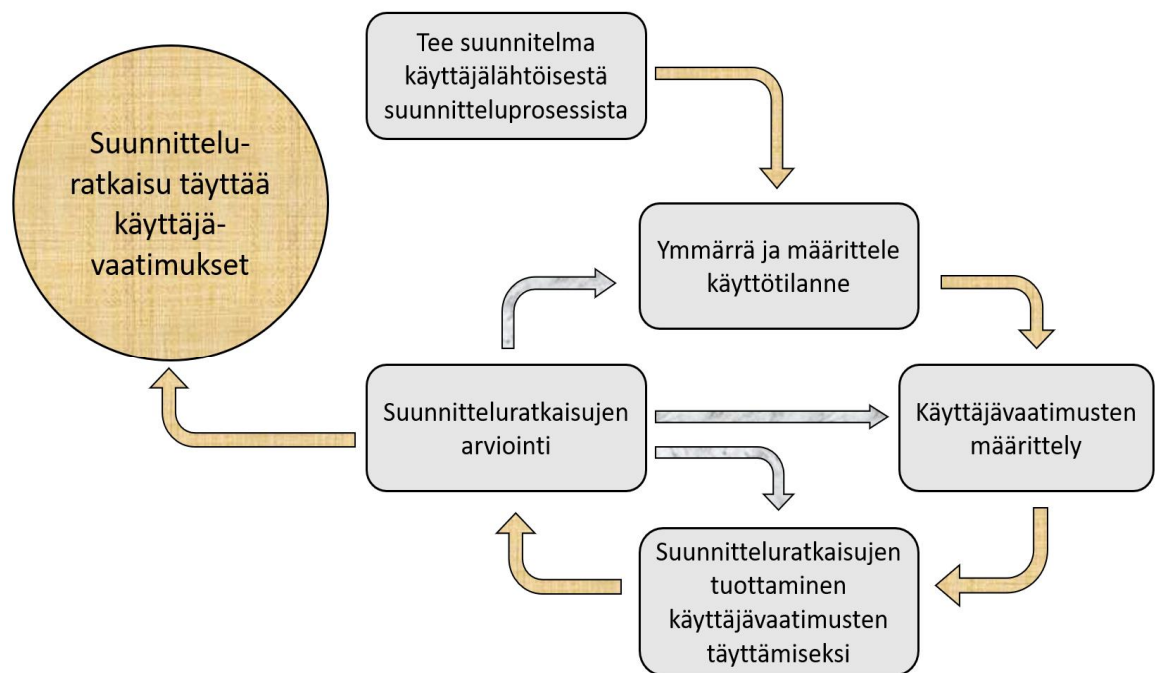 Tee suunnitelma
käyttäjälähtöisestä
suunnitteluprosessista
Suunnittelu-
ratkaisu täyttää
käyttäjä-
vaatimukset
Ymmärrä ja määrittele
käyttötilanne
Suunnitteluratkaisujen
arviointi
Käyttäjävaatimusten
määrittely
Suunnitteluratkaisujen
tuottaminen
käyttäjävaatimusten
täyttämiseksi